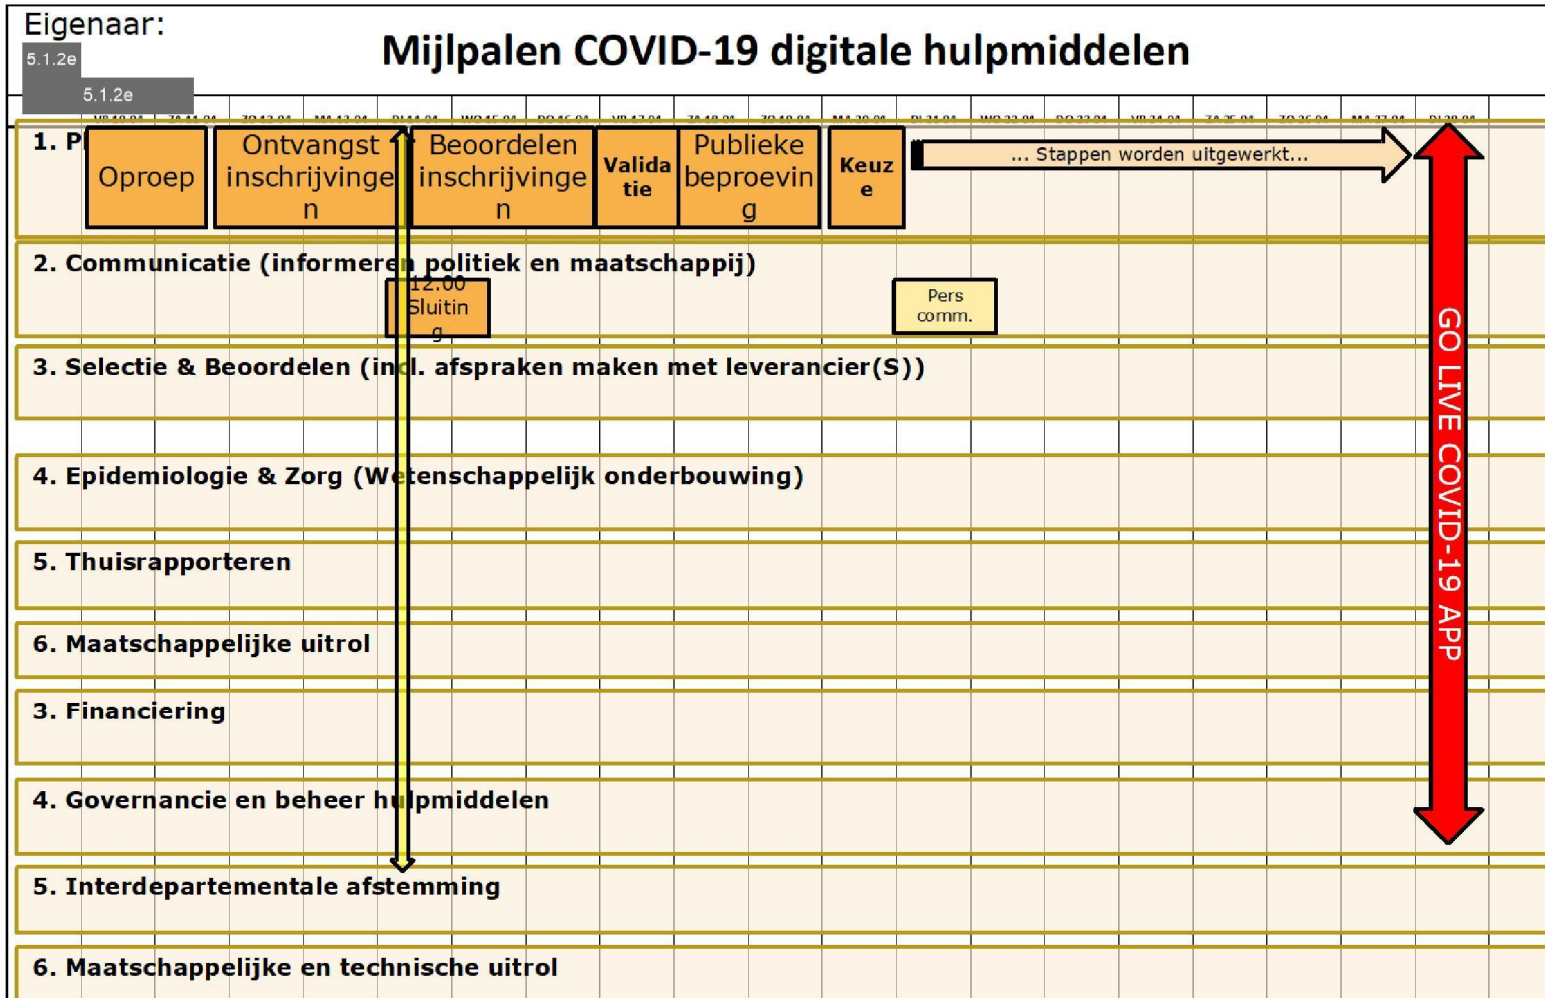 Eigenaar:
5.1.2e
5.1.2e
Mijlpalen COVID-19 digitale hulpmiddelen
1. P
Oproep
Ontvangst
inschrijvinge
n
Beoordelen
inschrijvinge
n
Valida
tie
Publieke
beproevin
g
Keuz
e
... Stappen worden uitgewerkt...
2. Communicatie (informeren politiek en maatschappij)
12.00
Sluitin
g
Pers
comm.
3. Selectie & Beoordelen (incl. afspraken maken met leverancier(S))
4. Epidemiologie & Zorg (Wetenschappelijk onderbouwing)
5. Thuisrapporteren
6. Maatschappelijke uitrol
3. Financiering
4. Governancie en beheer hulpmiddelen
5. Interdepartementale afstemming
6. Maatschappelijke en technische uitrol
GO LIVE COVID-19 APP